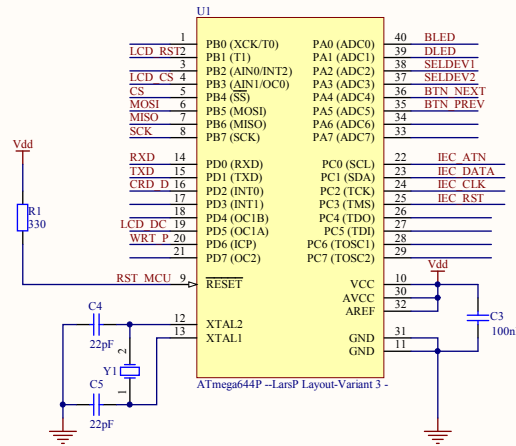 U1
1 PB0 (XCK/T0) PA0 (ADC0) 40 BLED
LCD_RST 2 PB1 (T1) PA1 (ADC1) 39 DLED
3 PB2 (AIN0/INT2) PA2 (ADC2) 38 SELDEV1
LCD_CS 4 PB3 (AIN1/OC0) PA3 (ADC3) 37 SELDEV2
CS 5 PB4 (SS) PA4 (ADC4) 36 BTN_NEXT
MOSI 6 PB5 (MOSI) PA5 (ADC5) 35 BTN_PREV
MISO 7 PB6 (MISO) PA6 (ADC6) 34
SCK 8 PB7 (SCK) PA7 (ADC7) 33
Vdd
RXD 14 PD0 (RXD) PC0 (SCL) 22 IEC_ATN
TXD 15 PD1 (TXD) PC1 (SDA) 23 IEC_DATA
CRD_D 16 PD2 (INT0) PC2 (TCK) 24 IEC_CLK
17 PD3 (INT1) PC3 (TMS) 25 IEC_RST
R1
18 PD4 (OC1B) PC4 (TDO) 26
330
LCD_DC 19 PD5 (OC1A) PC5 (TDI) 27
WRT_P 20 PD6 (ICP) PC6 (TOSC1) 28
21 PD7 (OC2) PC7 (TOSC2) 29
Vdd
RST_MCU 9 RESET VCC 10
AVCC 30
AREF 32
C4
C3
100n
22pF
12 XTAL2
13 XTAL1 GND 31
GND 11
2
Y1
1
C5
22pF
ATmega644P --LarsP Layout-Variant 3 -